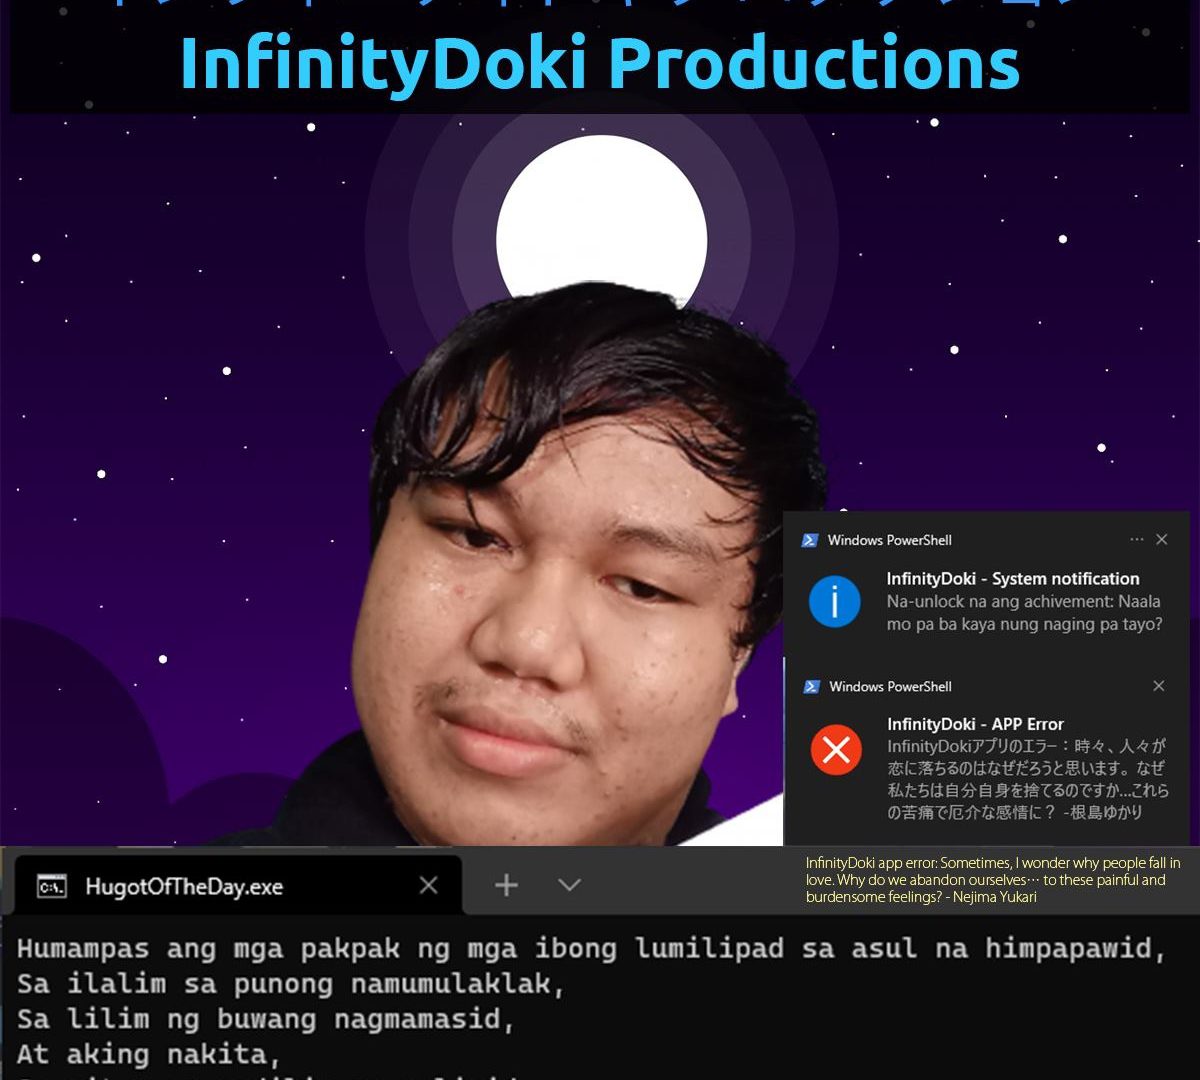 InfinityDoki Productions
Windows PowerShell
InfinityDoki - System notification
Na-unlock na ang achivement: Naala
mo pa ba kaya nung naging pa tayo?
Windows PowerShell
InfinityDoki - APP Error
InfinityDokiアプリのエラー：時々、人々が
恋に落ちるのはなぜだろうと思います。なぜ
私たちは自分自身を捨てるのですか...これら
の苦痛で厄介な感情に？ -根島ゆかり
InfinityDoki app error: Sometimes, I wonder why people fall in
love. Why do we abandon ourselves… to these painful and
burdensome feelings? - Nejima Yukari
HugotOfTheDay.exe
Humampas ang mga pakpak ng mga ibong lumilipad sa asul na himpapawid,
Sa ilalim sa punong namumulaklak,
Sa lilim ng buwang nagmamasid,
At aking nakita,